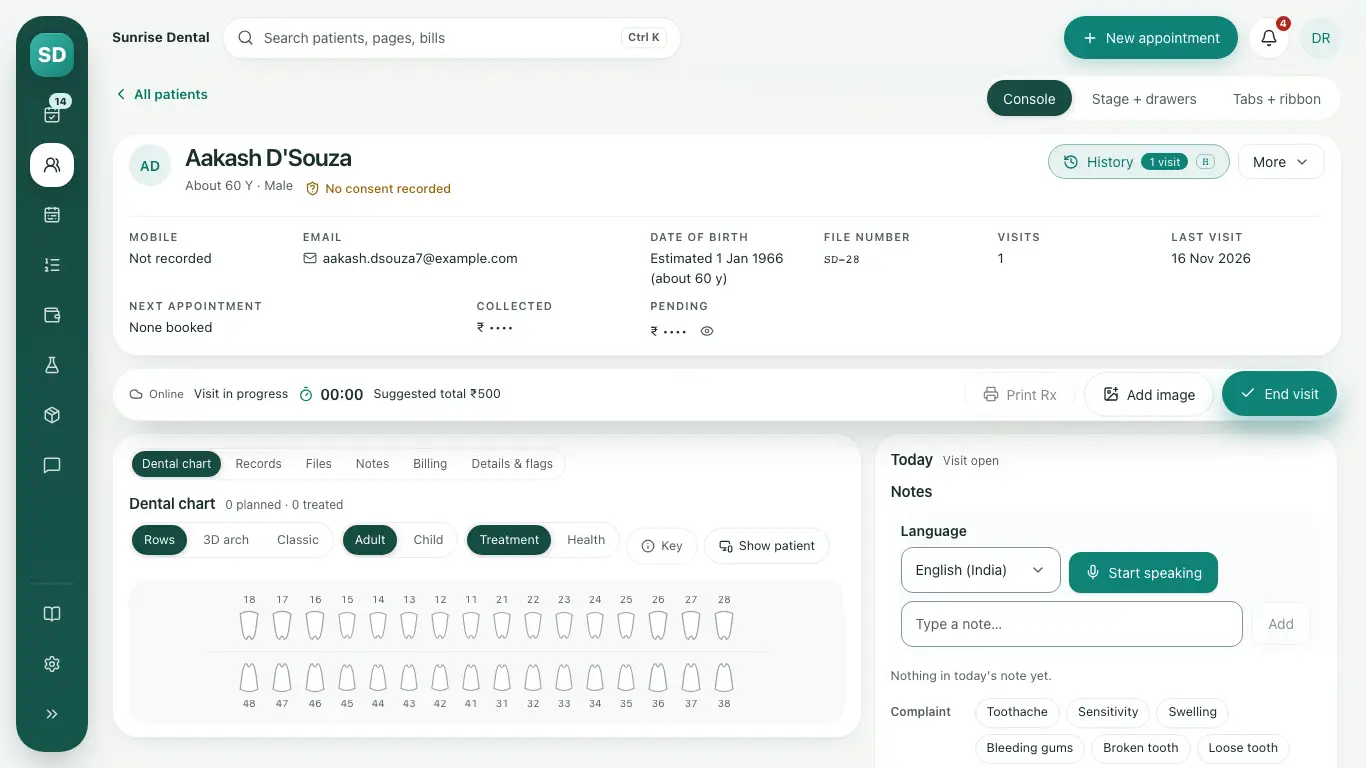 SD
Sunrise Dental
Search patients, pages, bills
Ctrl K
New appointment
4
DR
14
All patients
Console
Stage + drawers
Tabs + ribbon
AD
Aakash D'Souza
About 60 Y · Male
No consent recorded
History
1 visit
H
More
MOBILE
Not recorded
EMAIL
aakash.dsouza7@example.com
DATE OF BIRTH
Estimated 1 Jan 1966
(about 60 y)
FILE NUMBER
SD-28
VISITS
1
LAST VISIT
16 Nov 2026
NEXT APPOINTMENT
None booked
COLLECTED
₹ ••••
PENDING
₹ ••••
Online
Visit in progress
00:00
Suggested total ₹500
Print Rx
Add image
End visit
Dental chart
Records
Files
Notes
Billing
Details & flags
Dental chart
0 planned · 0 treated
Rows
3D arch
Classic
Adult
Child
Treatment
Health
Key
Show patient
18 17 16 15 14 13 12 11 21 22 23 24 25 26 27 28
48 47 46 45 44 43 42 41 31 32 33 34 35 36 37 38
Today
Visit open
Notes
Language
English (India)
Start speaking
Type a note...
Add
Nothing in today's note yet.
Complaint
Toothache
Sensitivity
Swelling
Bleeding gums
Broken tooth
Loose tooth